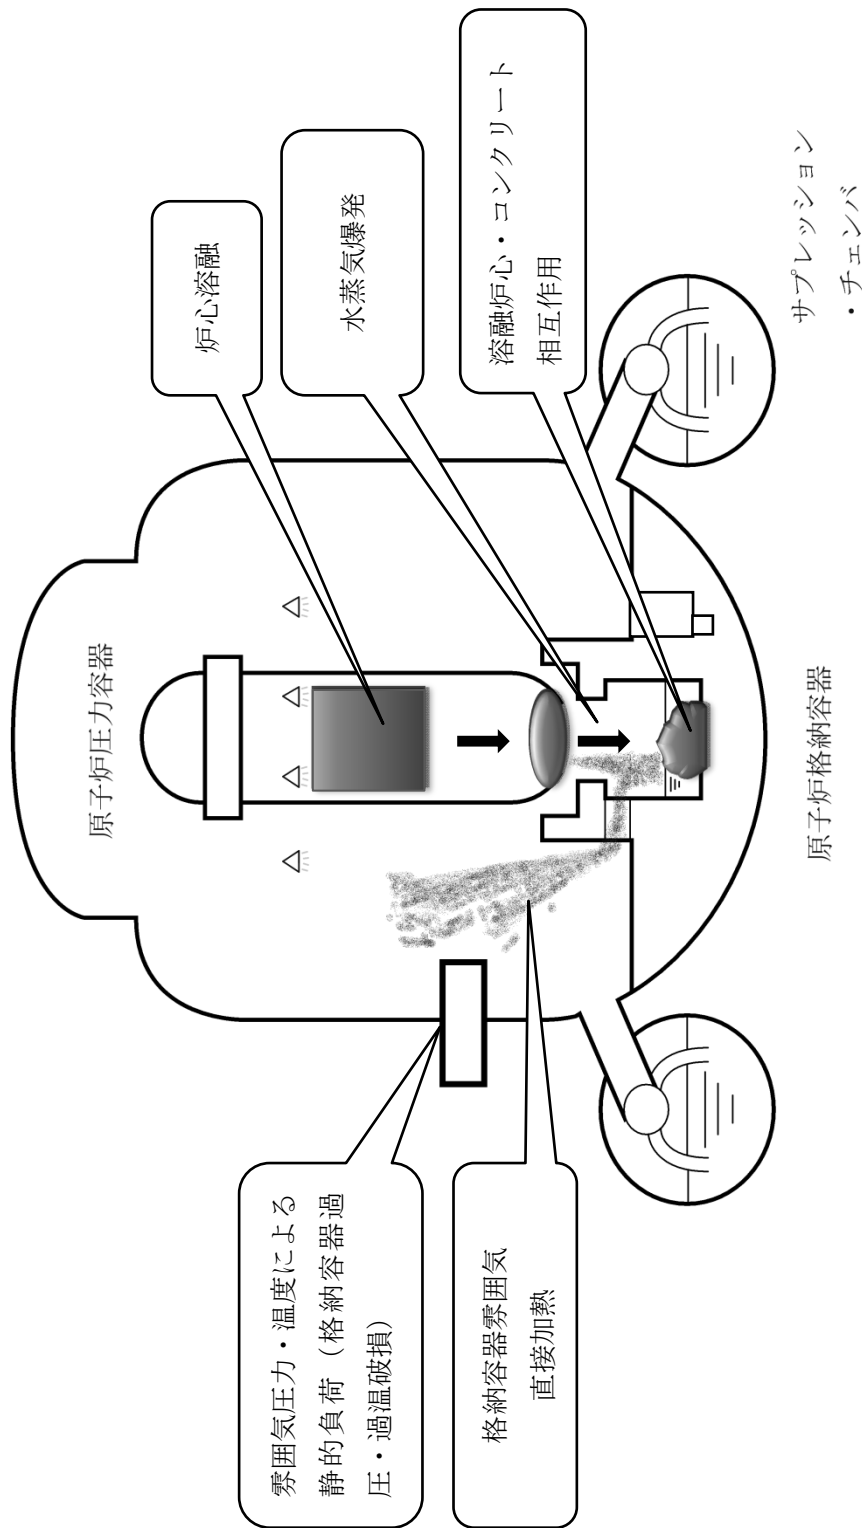 原子炉圧力容器
炉心溶融
水蒸気爆発
溶融炉心・コンクリート
相互作用
サプレッション
・チェンバ
原子炉格納容器
雰囲気圧力・温度による
静的負荷（格納容器過
圧・過温破損）
格納容器雰囲気
直接加熱